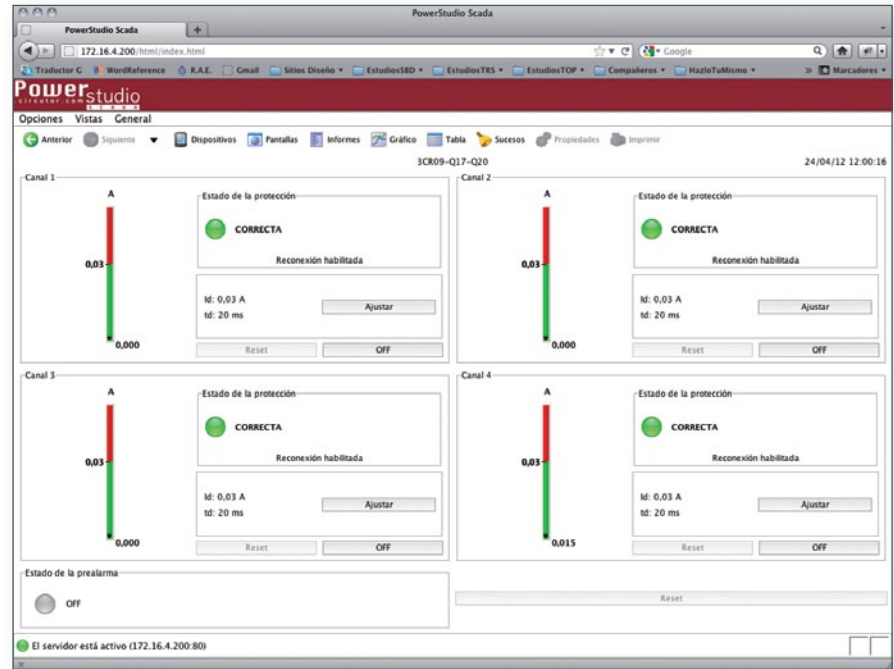 PowerStudio Scada
PowerStudio Scada
172.16.4.200/html/index.html
Google
Traductor G WordReference R.A.E. Gmail Sitios Diseño EstudiosSBD EstudiosTRS EstudiosTOP Compañeros HazloTuMismo » Marcadores
Power studio
.circutor.com SCADA
Opciones Vistas General
Anterior Siguiente Dispositivos Pantallas Informes Gráfico Tabla Sucesos Propiedades Imprimir
3CR09-Q17-Q20 24/04/12 12:00:16
Canal 1
A
0,03
0,000
Estado de la protección
CORRECTA
Reconexión habilitada
Id: 0,03 A
td: 20 ms
Ajustar
Reset OFF
Canal 2
A
0,03
0,000
Estado de la protección
CORRECTA
Reconexión habilitada
Id: 0,03 A
td: 20 ms
Ajustar
Reset OFF
Canal 3
A
0,03
0,000
Estado de la protección
CORRECTA
Reconexión habilitada
Id: 0,03 A
td: 20 ms
Ajustar
Reset OFF
Canal 4
A
0,03
0,015
Estado de la protección
CORRECTA
Reconexión habilitada
Id: 0,03 A
td: 20 ms
Ajustar
Reset OFF
Estado de la prealarma
OFF
Reset
El servidor está activo (172.16.4.200:80)
x